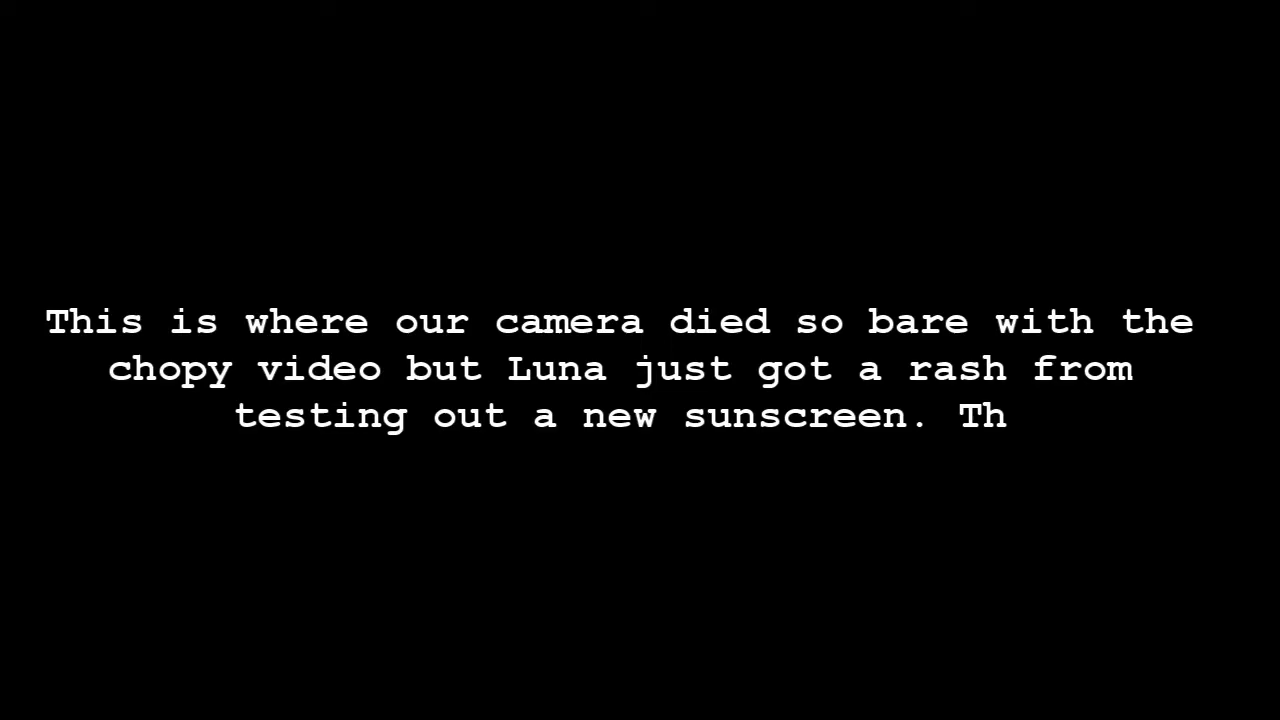 This is where our camera died so bare with the
chopy video but Luna just got a rash from
testing out a new sunscreen. Th